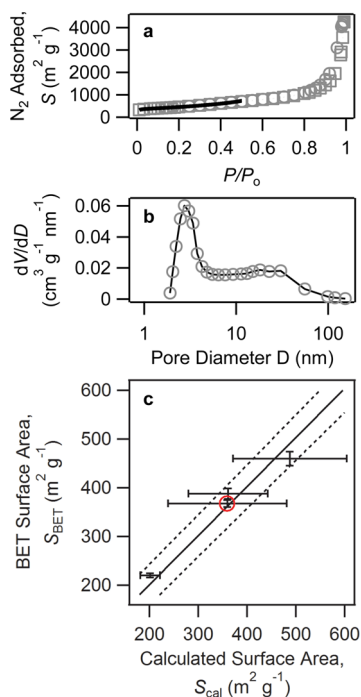 a
N2 Adsorbed,
S (m2 g-1)
4000
3000
2000
1000
0
0 0.2 0.4 0.6 0.8 1
P/Po
b
dV/dD
(cm3 g-1 nm-1)
0.06
0.04
0.02
0.0
1 10 100
Pore Diameter D (nm)
c
BET Surface Area,
SBET (m2 g-1)
600
500
400
300
200
200 300 400 500 600
Calculated Surface Area,
Scal (m2 g-1)